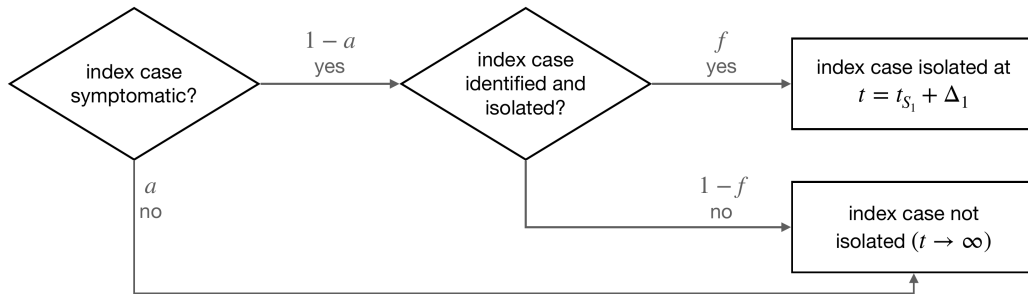 index case
symptomatic?
1 − a
yes
index case
identified and
isolated?
f
yes
index case isolated at
t = t_{S_1} + Δ_1
a
no
1 − f
no
index case not
isolated (t → ∞)